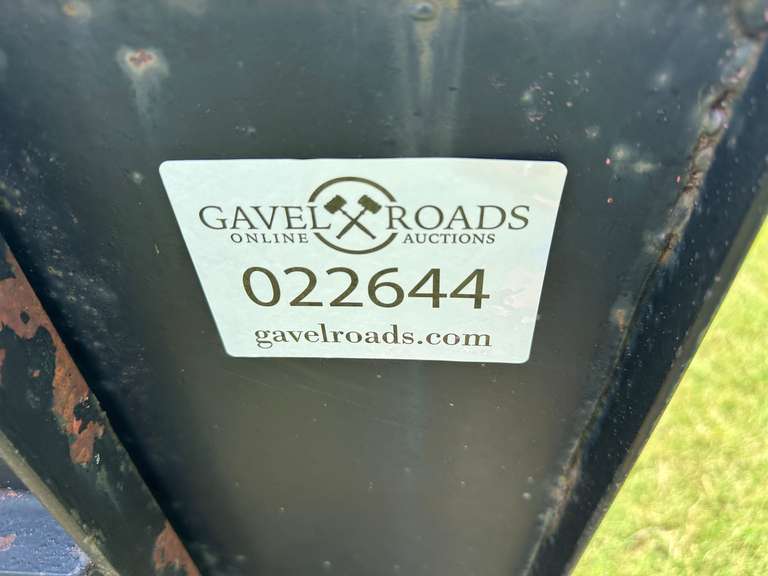 GAVEL ROADS
ONLINE AUCTIONS
022644
gavelroads.com